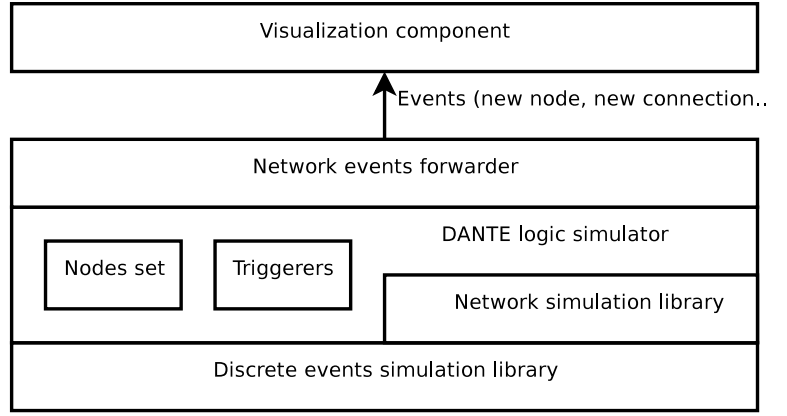 Visualization component
Events (new node, new connection..
Network events forwarder
DANTE logic simulator
Nodes set
Triggerers
Network simulation library
Discrete events simulation library